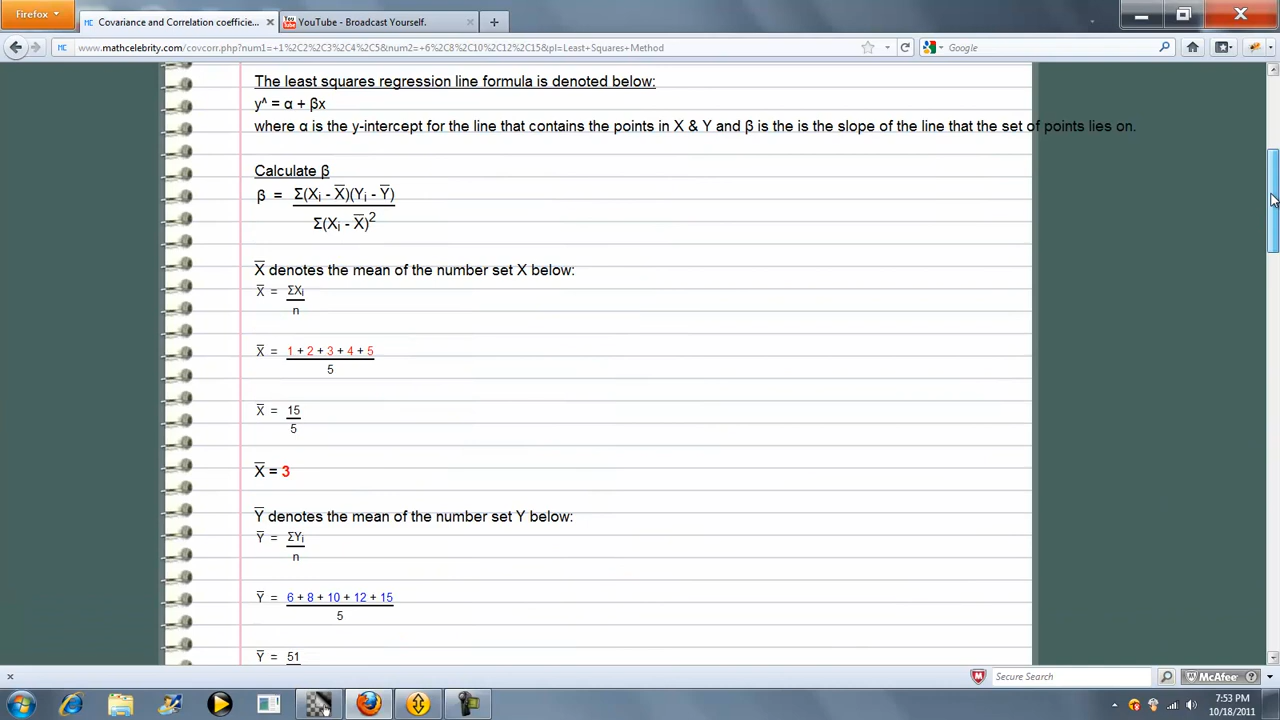 Firefox
Covariance and Correlation coefficie...
YouTube - Broadcast Yourself.
www.mathcelebrity.com/covcorr.php?num1=+1%2C2%2C3%2C4%2C5&num2=+6%2C8%2C10%2C12%2C15&pl=Least+Squares+Method
Google
The least squares regression line formula is denoted below:
y^ = α + βx
where α is the y-intercept for the line that contains the points in X & Y and β is the is the slope of the line that the set of points lies on.
Calculate β
β = Σ(Xi - X̅)(Yi - Y̅)
Σ(Xi - X̅)2
X̅ denotes the mean of the number set X below:
X̅ = ΣXi
n
X̅ = 1 + 2 + 3 + 4 + 5
5
X̅ = 15
5
X̅ = 3
Y̅ denotes the mean of the number set Y below:
Y̅ = ΣYi
n
Y̅ = 6 + 8 + 10 + 12 + 15
5
Y̅ = 51
Secure Search
McAfee
7:53 PM
10/18/2011